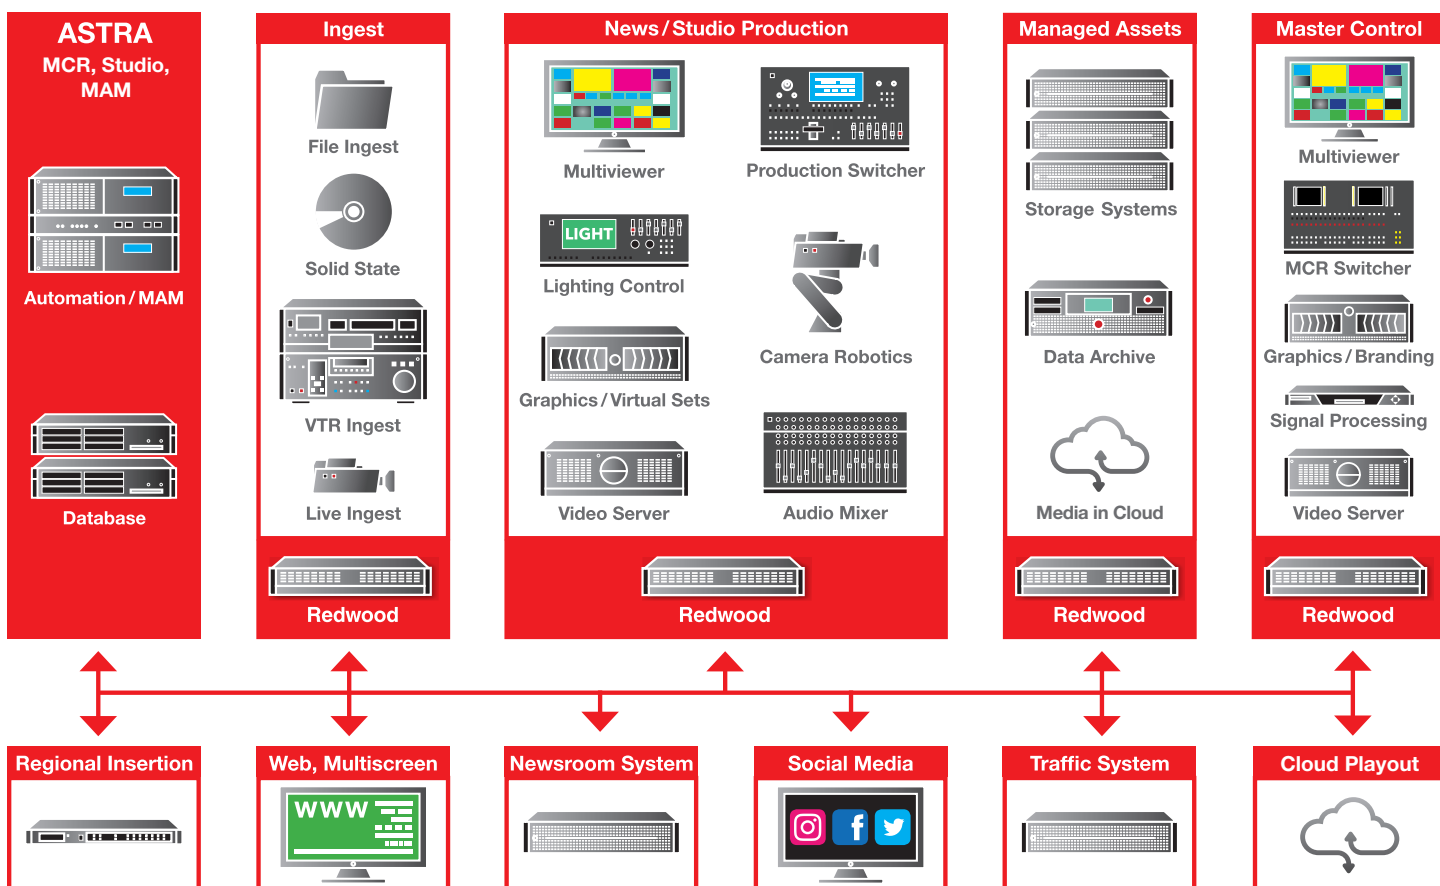 ASTRA
MCR, Studio,
MAM
Automation / MAM
Database
Ingest
File Ingest
Solid State
VTR Ingest
Live Ingest
Redwood
News / Studio Production
Multiviewer
Production Switcher
LIGHT
Lighting Control
Camera Robotics
Graphics / Virtual Sets
Video Server
Audio Mixer
Redwood
Managed Assets
Storage Systems
Data Archive
Media in Cloud
Redwood
Master Control
Multiviewer
MCR Switcher
Graphics / Branding
Signal Processing
Video Server
Redwood
Regional Insertion
Web, Multiscreen
WWW
Newsroom System
Social Media
Traffic System
Cloud Playout